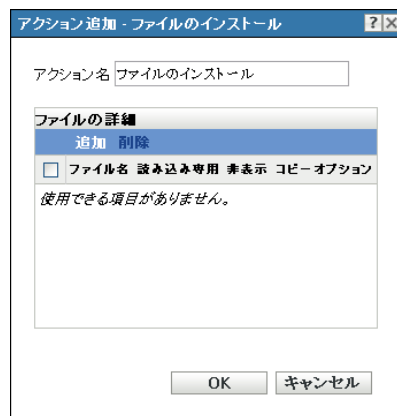 アクション追加 - ファイルのインストール
アクション名 ファイルのインストール
ファイルの詳細
追加 削除
ファイル名 読み込み専用 非表示 コピーオプション
使用できる項目がありません。
OK キャンセル